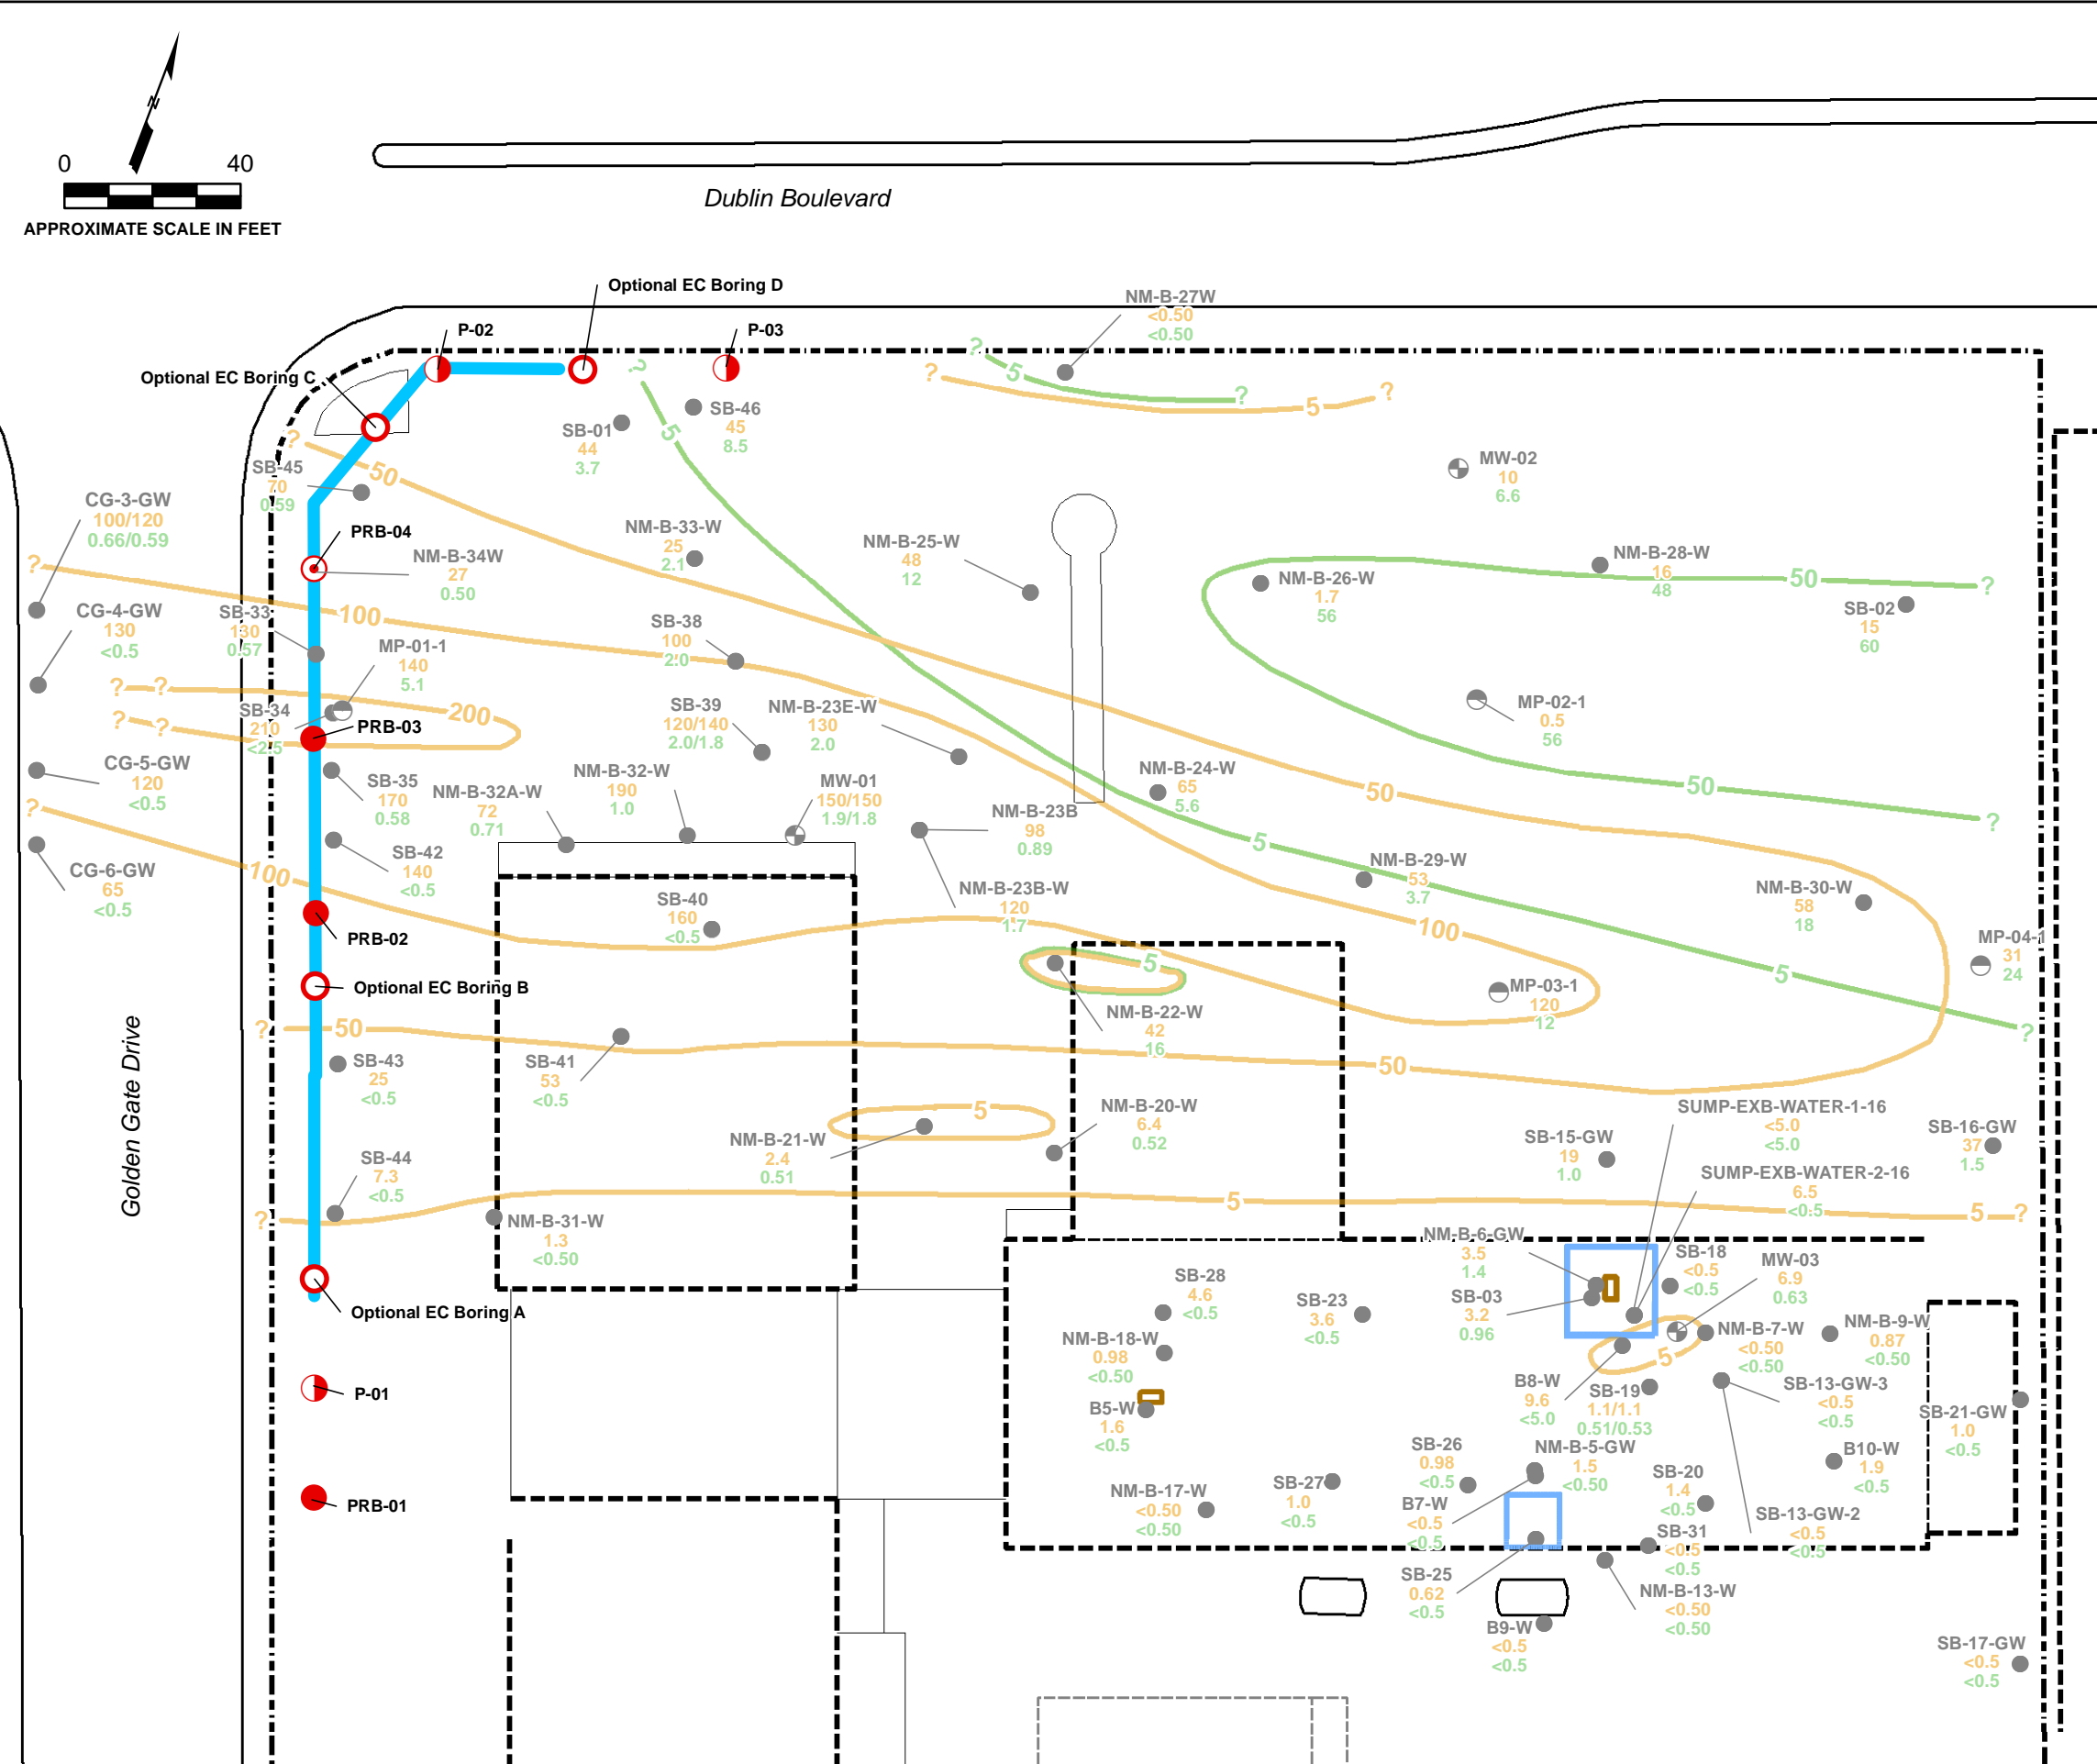 N
0 40
APPROXIMATE SCALE IN FEET
Dublin Boulevard
Golden Gate Drive
Optional EC Boring D
P-02
P-03
Optional EC Boring C
NM-B-27W
<0.50
<0.50
?
5
?
?
5
?
?
5
SB-01
44
3.7
SB-46
45
8.5
MW-02
10
6.6
?
50
SB-45
70
0.59
CG-3-GW
100/120
0.66/0.59
PRB-04
NM-B-34W
27
0.50
NM-B-33-W
25
2.1
NM-B-25-W
48
12
NM-B-26-W
1.7
56
NM-B-28-W
16
48
50
?
SB-02
15
60
?
100
CG-4-GW
130
<0.5
SB-33
130
0.57
MP-01-1
140
5.1
SB-38
100
2.0
? ?
200
? ?
SB-34
210
<2.5
PRB-03
SB-39
120/140
2.0/1.8
NM-B-23E-W
130
2.0
MP-02-1
0.5
56
CG-5-GW
120
<0.5
SB-35
170
0.58
NM-B-32A-W
72
0.71
NM-B-32-W
190
1.0
MW-01
150/150
1.9/1.8
NM-B-24-W
65
5.6
50
50
?
NM-B-23B
98
0.89
5
?
100
CG-6-GW
65
<0.5
SB-42
140
<0.5
NM-B-29-W
53
3.7
NM-B-30-W
58
18
SB-40
160
<0.5
NM-B-23B-W
120
1.7
100
PRB-02
MP-04-1
31
24
5
?
5
Optional EC Boring B
MP-03-1
120
12
NM-B-22-W
42
16
?
50
50
SB-43
25
<0.5
SB-41
53
<0.5
5
NM-B-20-W
6.4
0.52
NM-B-21-W
2.4
0.51
SUMP-EXB-WATER-1-16
<5.0
<5.0
SB-15-GW
19
1.0
SB-16-GW
37
1.5
SB-44
7.3
<0.5
SUMP-EXB-WATER-2-16
6.5
<0.5
?
5
5
?
NM-B-31-W
1.3
<0.50
NM-B-6-GW
3.5
1.4
SB-18
<0.5
<0.5
MW-03
6.9
0.63
SB-28
4.6
<0.5
SB-23
3.6
<0.5
SB-03
3.2
0.96
Optional EC Boring A
NM-B-18-W
0.98
<0.50
NM-B-7-W
<0.50
<0.50
NM-B-9-W
0.87
<0.50
5
P-01
B8-W
9.6
<5.0
SB-19
1.1/1.1
0.51/0.53
SB-13-GW-3
<0.5
<0.5
B5-W
1.6
<0.5
SB-21-GW
1.0
<0.5
SB-26
0.98
<0.5
NM-B-5-GW
1.5
<0.50
B10-W
1.9
<0.5
SB-20
1.4
<0.5
PRB-01
NM-B-17-W
<0.50
<0.50
SB-27
1.0
<0.5
B7-W
<0.5
<0.5
SB-13-GW-2
<0.5
<0.5
SB-31
<0.5
<0.5
SB-25
0.62
<0.5
NM-B-13-W
<0.50
<0.50
B9-W
<0.5
<0.5
SB-17-GW
<0.5
<0.5